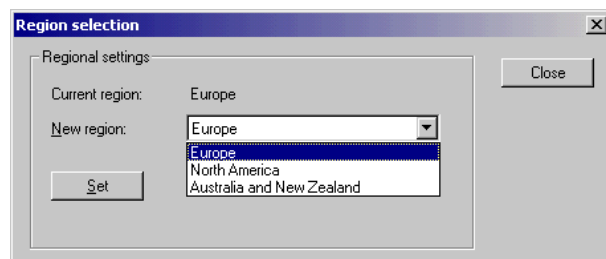 Region selection
Regional settings
Close
Current region: Europe
New region: Europe
Europe
North America
Australia and New Zealand
Set